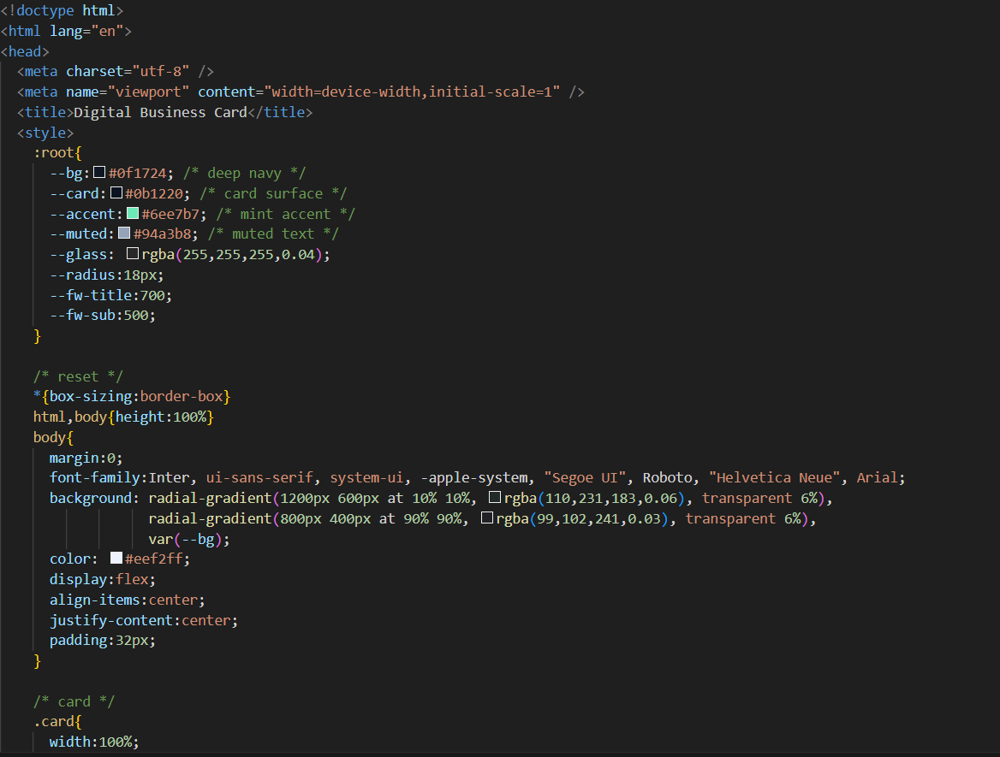 <!doctype html>
<html lang="en">
<head>
  <meta charset="utf-8" />
  <meta name="viewport" content="width=device-width,initial-scale=1" />
  <title>Digital Business Card</title>
  <style>
    :root{
      --bg:#0f1724; /* deep navy */
      --card:#0b1220; /* card surface */
      --accent:#6ee7b7; /* mint accent */
      --muted:#94a3b8; /* muted text */
      --glass: rgba(255,255,255,0.04);
      --radius:18px;
      --fw-title:700;
      --fw-sub:500;
    }

    /* reset */
    *{box-sizing:border-box}
    html,body{height:100%}
    body{
      margin:0;
      font-family:Inter, ui-sans-serif, system-ui, -apple-system, "Segoe UI", Roboto, "Helvetica Neue", Arial;
      background: radial-gradient(1200px 600px at 10% 10%, rgba(110,231,183,0.06), transparent 6%),
                  radial-gradient(800px 400px at 90% 90%, rgba(99,102,241,0.03), transparent 6%),
                  var(--bg);
      color: #eef2ff;
      display:flex;
      align-items:center;
      justify-content:center;
      padding:32px;
    }

    /* card */
    .card{
      width:100%;